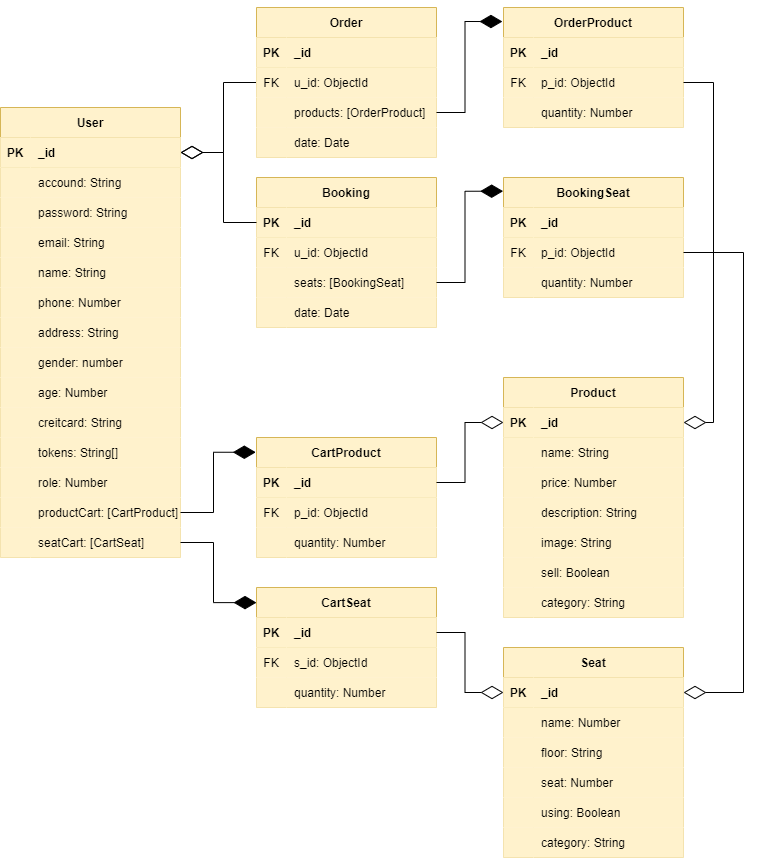 User
PK _id
accound: String
password: String
email: String
name: String
phone: Number
address: String
gender: number
age: Number
creitcard: String
tokens: String[]
role: Number
productCart: [CartProduct]
seatCart: [CartSeat]
Order
PK _id
FK u_id: ObjectId
products: [OrderProduct]
date: Date
OrderProduct
PK _id
FK p_id: ObjectId
quantity: Number
Booking
PK _id
FK u_id: ObjectId
seats: [BookingSeat]
date: Date
BookingSeat
PK _id
FK p_id: ObjectId
quantity: Number
CartProduct
PK _id
FK p_id: ObjectId
quantity: Number
Product
PK _id
name: String
price: Number
description: String
image: String
sell: Boolean
category: String
CartSeat
PK _id
FK s_id: ObjectId
quantity: Number
Seat
PK _id
name: Number
floor: String
seat: Number
using: Boolean
category: String